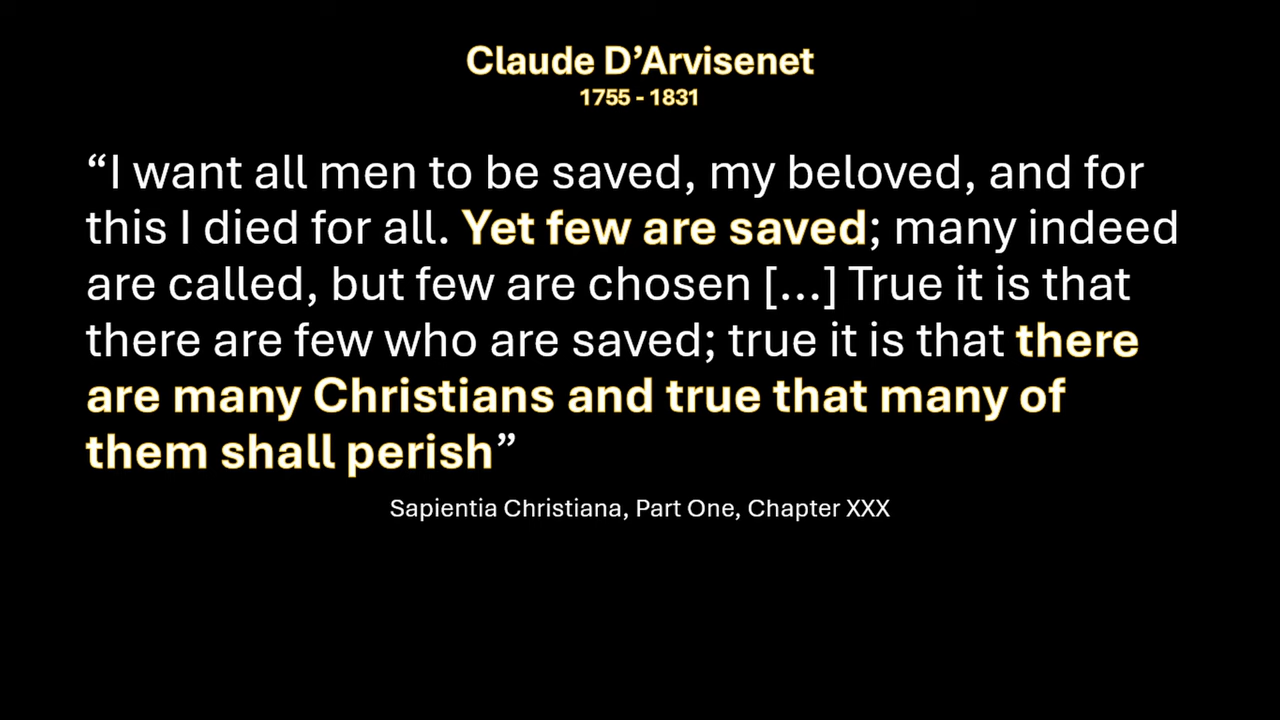 Claude D’Arvisenet
1755 - 1831
“I want all men to be saved, my beloved, and for
this I died for all. Yet few are saved; many indeed
are called, but few are chosen [...] True it is that
there are few who are saved; true it is that there
are many Christians and true that many of
them shall perish”
Sapientia Christiana, Part One, Chapter XXX